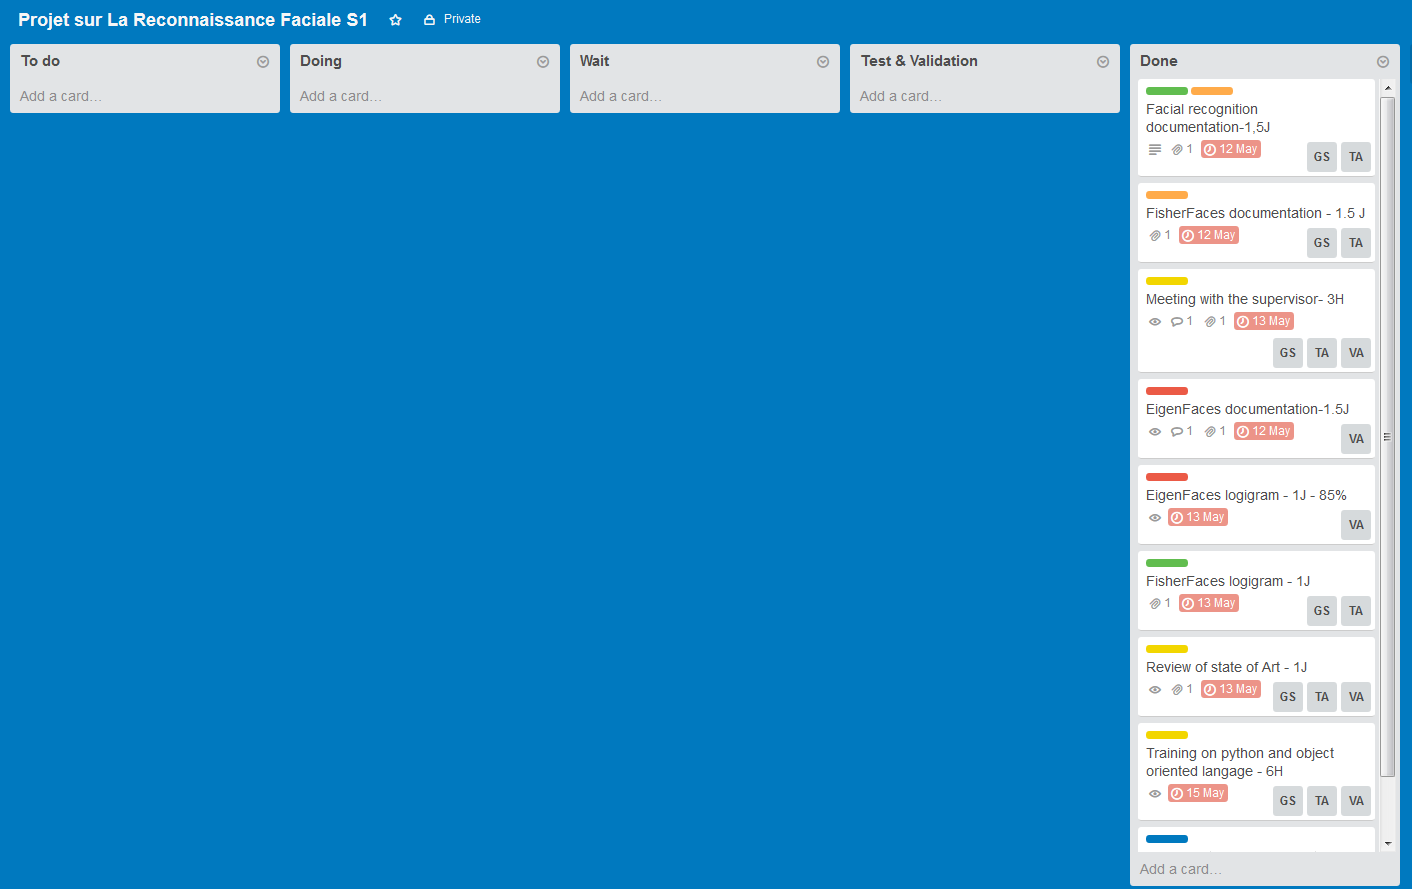 Projet sur La Reconnaissance Faciale S1 Private
To do
Add a card...
Doing
Add a card...
Wait
Add a card...
Test & Validation
Add a card...
Done
Facial recognition
documentation-1,5J
1 12 May
GS TA
FisherFaces documentation - 1.5 J
1 12 May
GS TA
Meeting with the supervisor- 3H
1 1 13 May
GS TA VA
EigenFaces documentation-1.5J
1 1 12 May
VA
EigenFaces logigram - 1J - 85%
13 May
VA
FisherFaces logigram - 1J
1 13 May
GS TA
Review of state of Art - 1J
1 13 May
GS TA VA
Training on python and object
oriented langage - 6H
15 May
GS TA VA
Add a card...